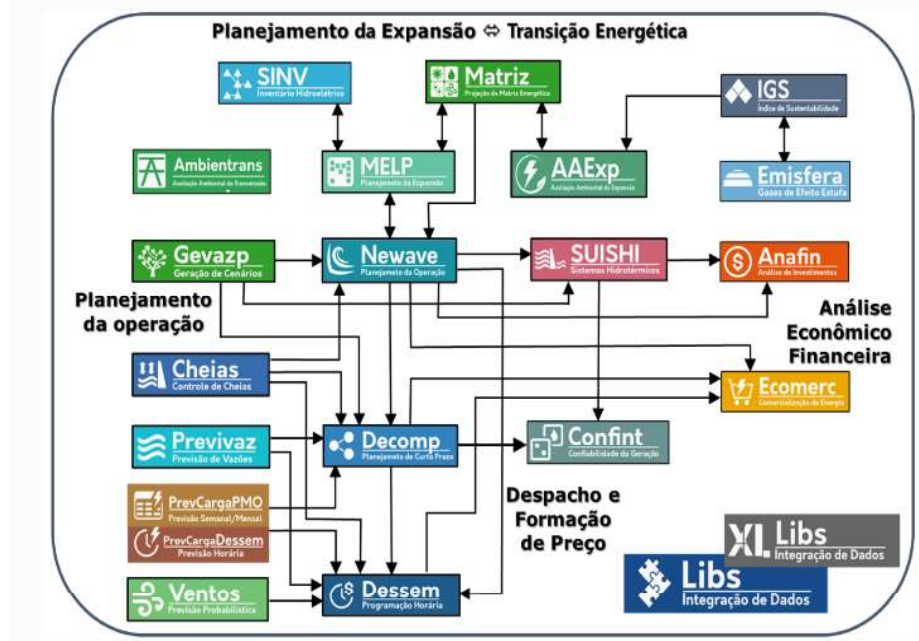 Planejamento da Expansão ⇔ Transição Energética
SINV
Inventário Hidroelétrico
Matriz
Projeção da Matriz Energética
IGS
Índice de Sustentabilidade
Ambientrans
Avaliação Ambiental da Transmissão
MELP
Planejamento da Expansão
AAExp
Avaliação Ambiental da Expansão
Emisfera
Gases de Efeito Estufa
Gevazp
Geração de Cenários
Newave
Planejamento da Operação
SUISHI
Sistemas Hidrotérmicos
Anafin
Análise de Investimentos
Planejamento
da operação
Análise
Econômico
Financeira
Cheias
Controle de Cheias
Ecomerc
Comercialização de Energia
Previvaz
Previsão de Vazões
Decomp
Planejamento de Curto Prazo
Confint
Confiabilidade da Geração
PrevCargaPMO
Previsão Semanal/Mensal
PrevCargaDessem
Previsão Horária
Despacho e
Formação
de Preço
XL Libs
Integração de Dados
Ventos
Previsão Probabilística
Dessem
Programação Horária
Libs
Integração de Dados